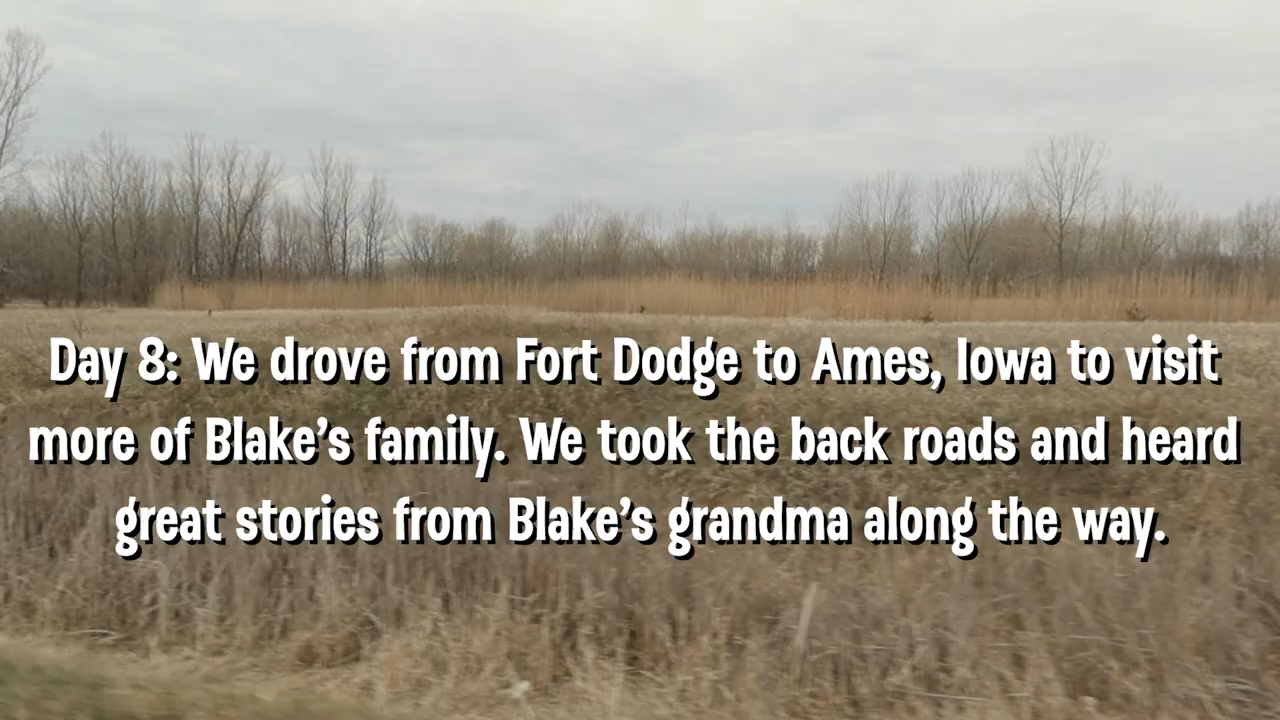 Day 8: We drove from Fort Dodge to Ames, Iowa to visit
more of Blake’s family. We took the back roads and heard
great stories from Blake’s grandma along the way.